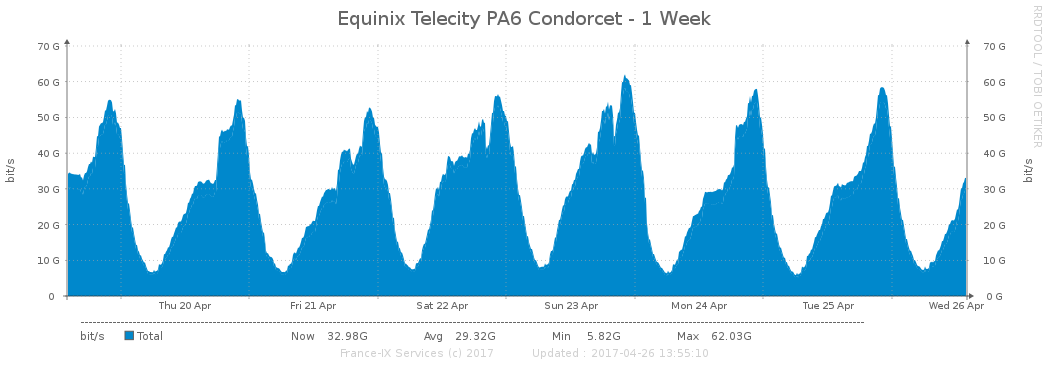 Equinix Telecity PA6 Condorcet - 1 Week
RRDTOOL / TOBI OETIKER
bit/s
70 G
60 G
50 G
40 G
30 G
20 G
10 G
0
70 G
60 G
50 G
40 G
30 G
20 G
10 G
0 G
bit/s
Thu 20 Apr Fri 21 Apr Sat 22 Apr Sun 23 Apr Mon 24 Apr Tue 25 Apr Wed 26 Apr
bit/s Total Now 32.98G Avg 29.32G Min 5.82G Max 62.03G
France-IX Services (c) 2017 Updated : 2017-04-26 13:55:10